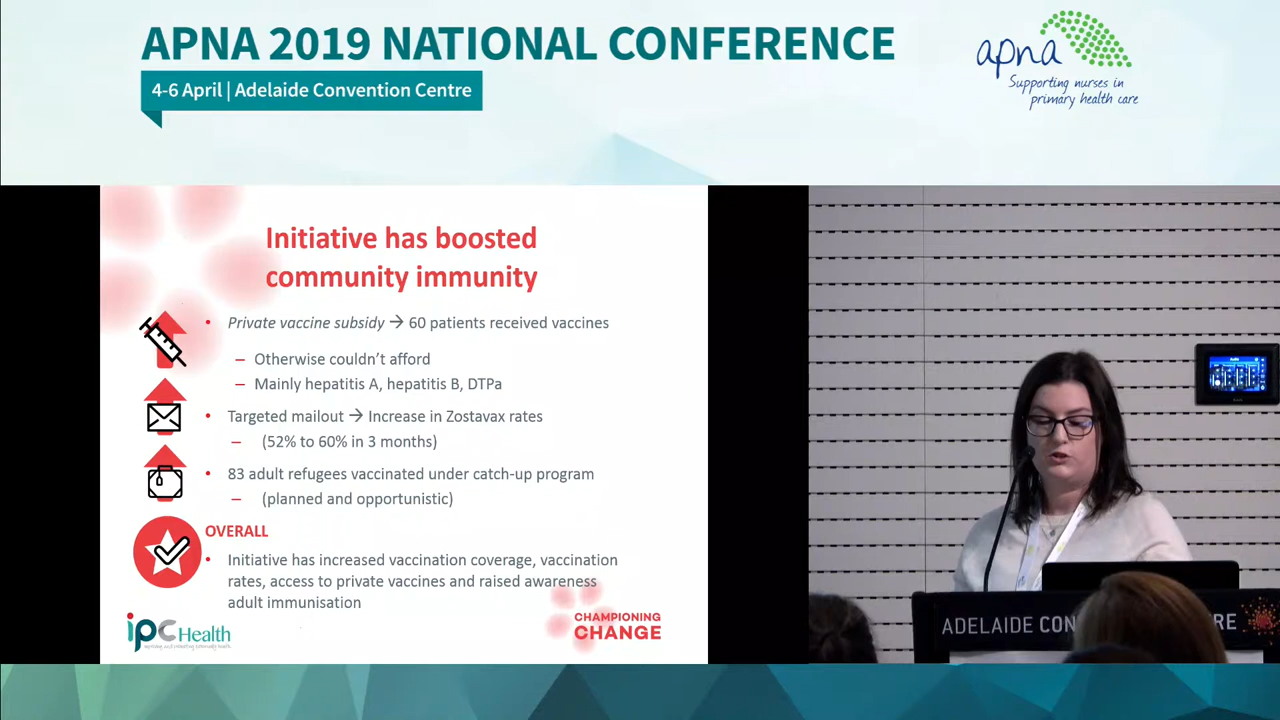 APNA 2019 NATIONAL CONFERENCE
4-6 April | Adelaide Convention Centre
apna
Supporting nurses in
primary health care
Initiative has boosted
community immunity
• Private vaccine subsidy → 60 patients received vaccines
– Otherwise couldn't afford
– Mainly hepatitis A, hepatitis B, DTPa
• Targeted mailout → Increase in Zostavax rates
– (52% to 60% in 3 months)
• 83 adult refugees vaccinated under catch-up program
– (planned and opportunistic)
OVERALL
• Initiative has increased vaccination coverage, vaccination
rates, access to private vaccines and raised awareness
adult immunisation
ipc Health
CHAMPIONING
CHANGE
ADELAIDE CON RE